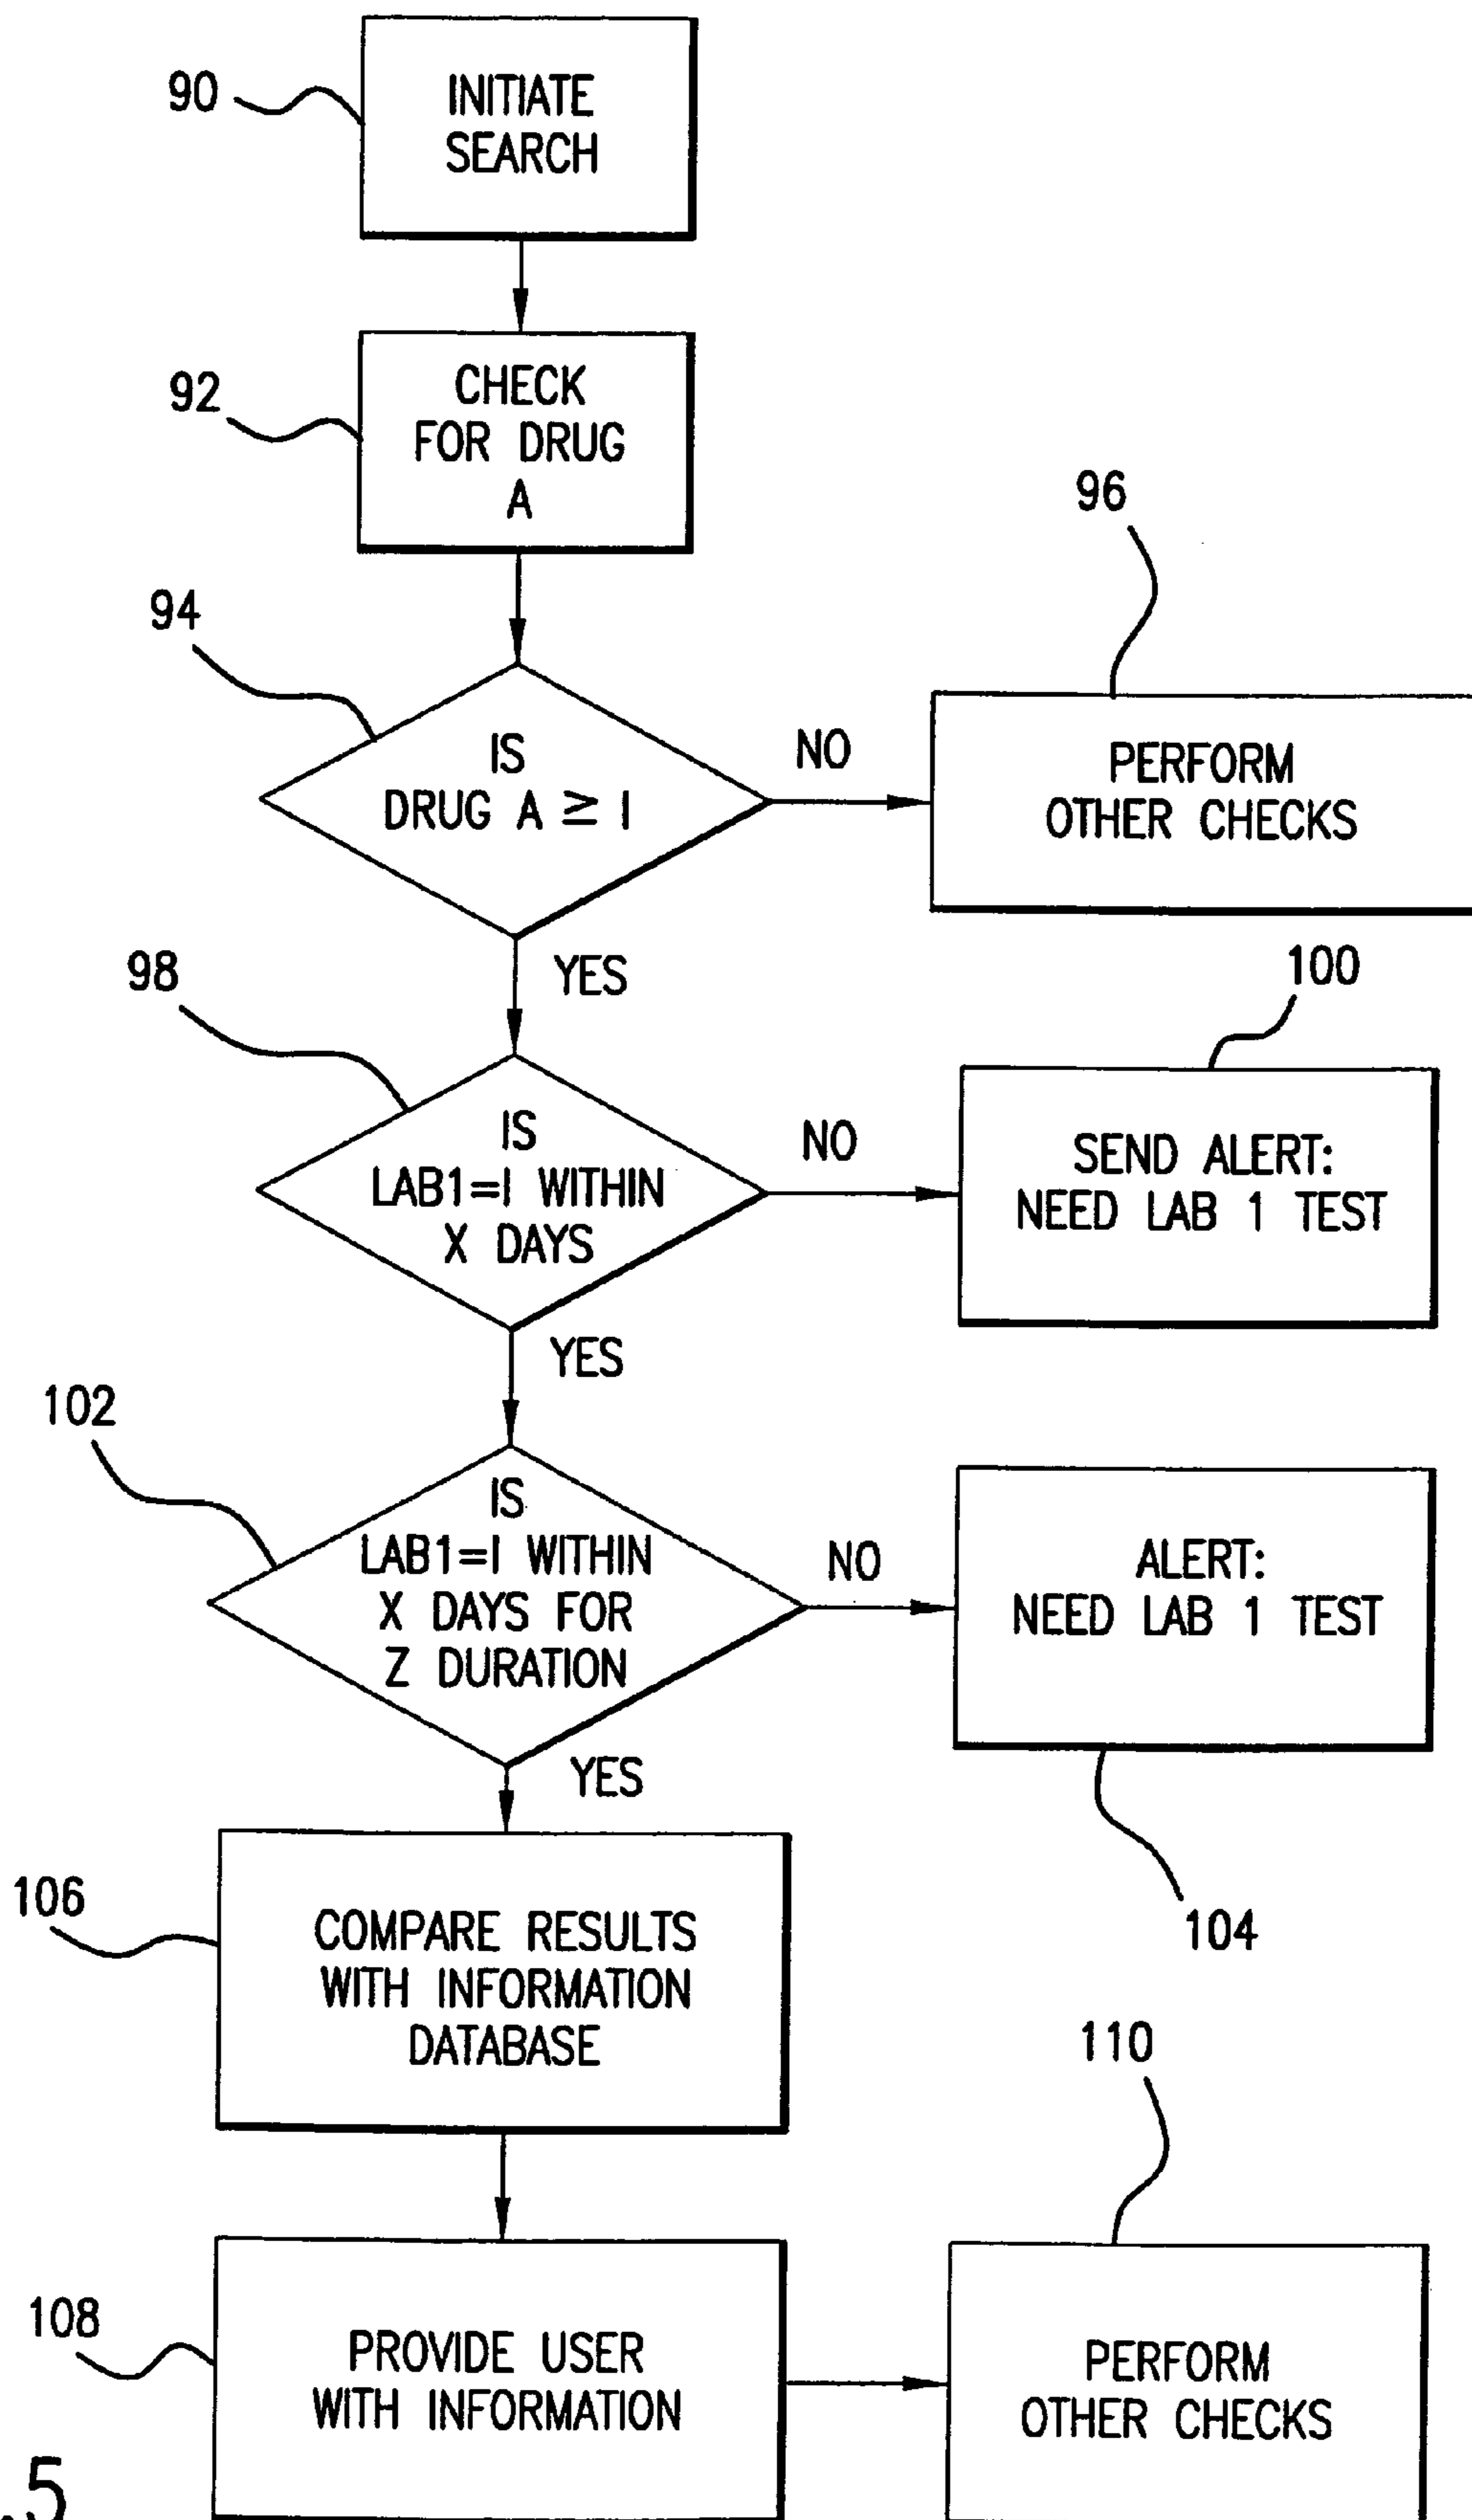 90
INITIATE
SEARCH
92
CHECK
FOR DRUG
A
94
IS
DRUG A ≥ I
NO
96
PERFORM
OTHER CHECKS
YES
98
IS
LAB1=I WITHIN
X DAYS
NO
100
SEND ALERT:
NEED LAB 1 TEST
YES
102
IS
LAB1=I WITHIN
X DAYS FOR
Z DURATION
NO
ALERT:
NEED LAB 1 TEST
104
YES
106
COMPARE RESULTS
WITH INFORMATION
DATABASE
108
PROVIDE USER
WITH INFORMATION
110
PERFORM
OTHER CHECKS
.5